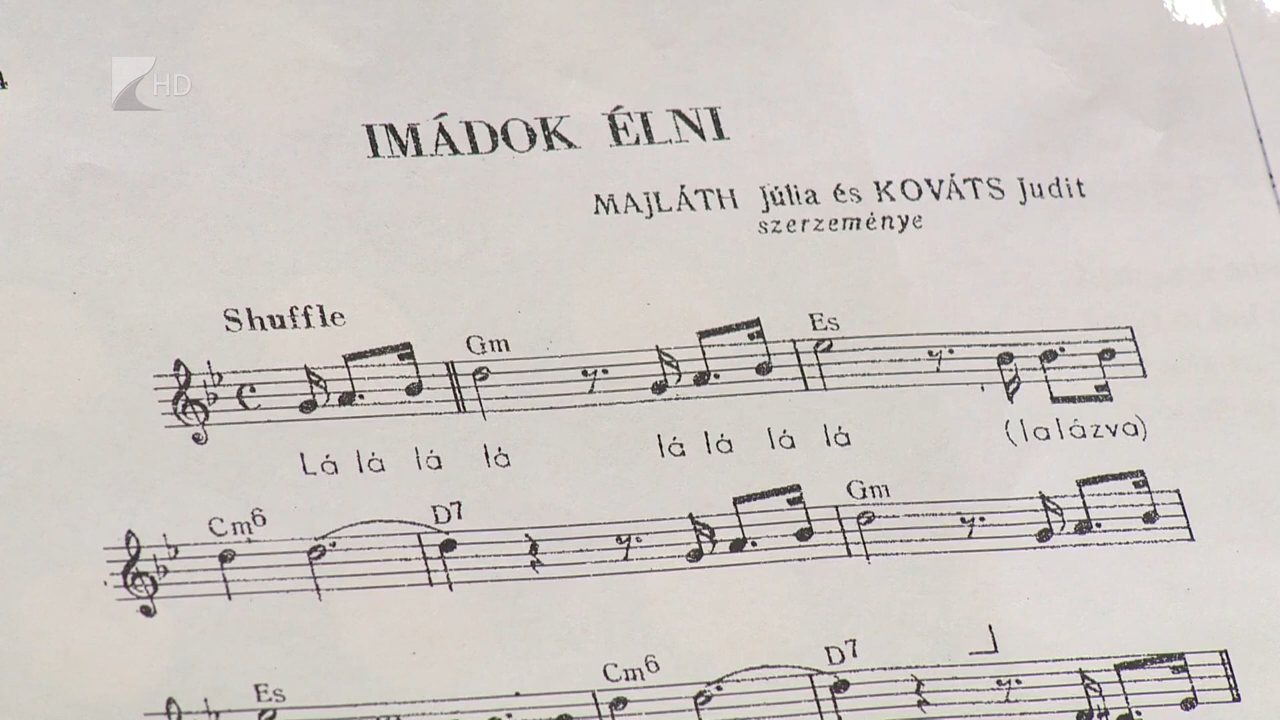 HD
IMÁDOK ÉLNI
MAJLÁTH Júlia és KOVÁTS Judit
szerzeménye
Shuffle
Gm Es
Lá lá lá lá lá lá lá lá (lalázva)
Cm6 D7 Gm
Es Cm6 D7